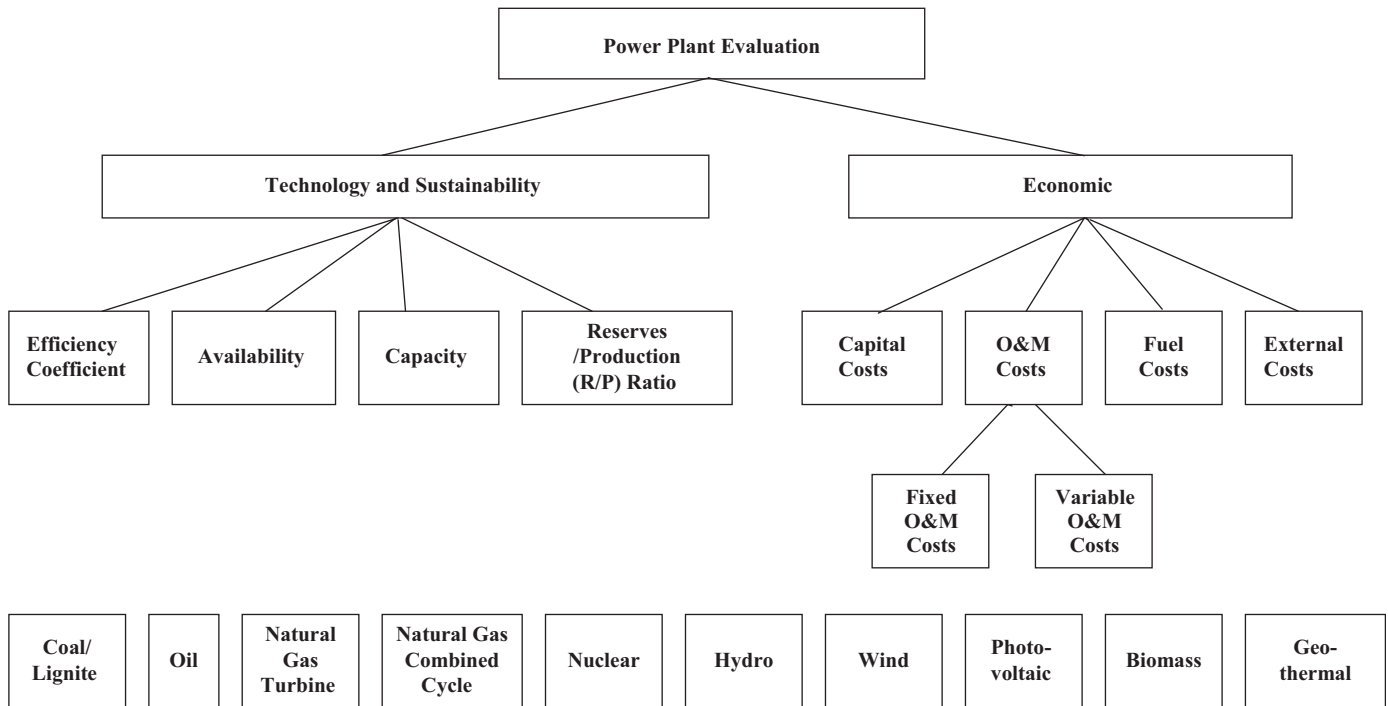 Power Plant Evaluation
Technology and Sustainability
Economic
Efficiency
Coefficient
Availability
Capacity
Reserves
/Production
(R/P) Ratio
Capital
Costs
O&M
Costs
Fuel
Costs
External
Costs
Fixed
O&M
Costs
Variable
O&M
Costs
Coal/
Lignite
Oil
Natural
Gas
Turbine
Natural Gas
Combined
Cycle
Nuclear
Hydro
Wind
Photo-
voltaic
Biomass
Geo-
thermal